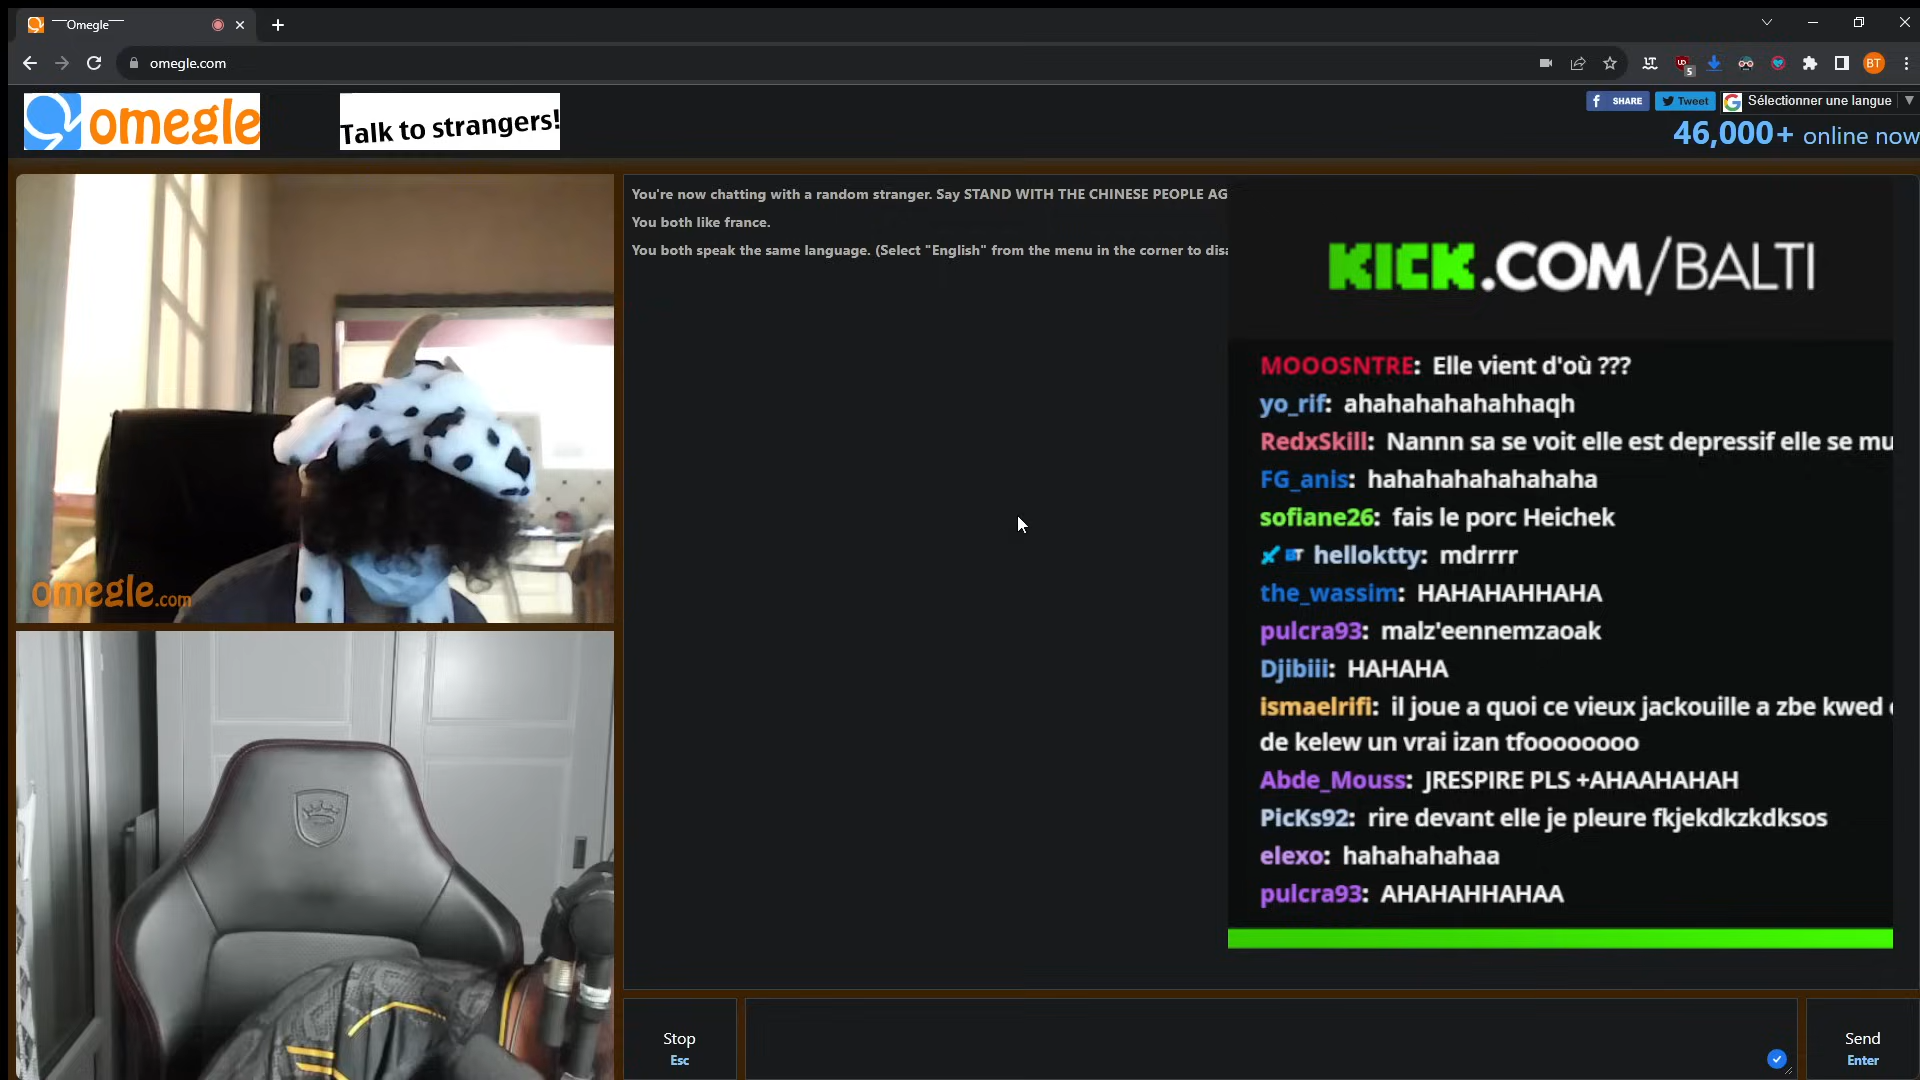 Omegle
omegle.com
BT
5
omegle
Talk to strangers!
SHARE
Tweet
Sélectionner une langue
46,000+ online now
omegle.com
You're now chatting with a random stranger. Say STAND WITH THE CHINESE PEOPLE AG
You both like france.
You both speak the same language. (Select "English" from the menu in the corner to disa
KICK.COM/BALTI
MOOOSNTRE: Elle vient d'où ???
yo_rif: ahahahahahahhaqh
RedxSkill: Nannn sa se voit elle est depressif elle se mu
FG_anis: hahahahahahahaha
sofiane26: fais le porc Heichek
BT helloktty: mdrrrr
the_wassim: HAHAHAHHAHA
pulcra93: malz'eennemzaoak
Djibiii: HAHAHA
ismaelrifi: il joue a quoi ce vieux jackouille a zbe kwed
de kelew un vrai izan tfoooooooo
Abde_Mouss: JRESPIRE PLS +AHAAHAHAH
PicKs92: rire devant elle je pleure fkjekdkzkdksos
elexo: hahahahahaa
pulcra93: AHAHAHHAHAA
Stop
Esc
Send
Enter